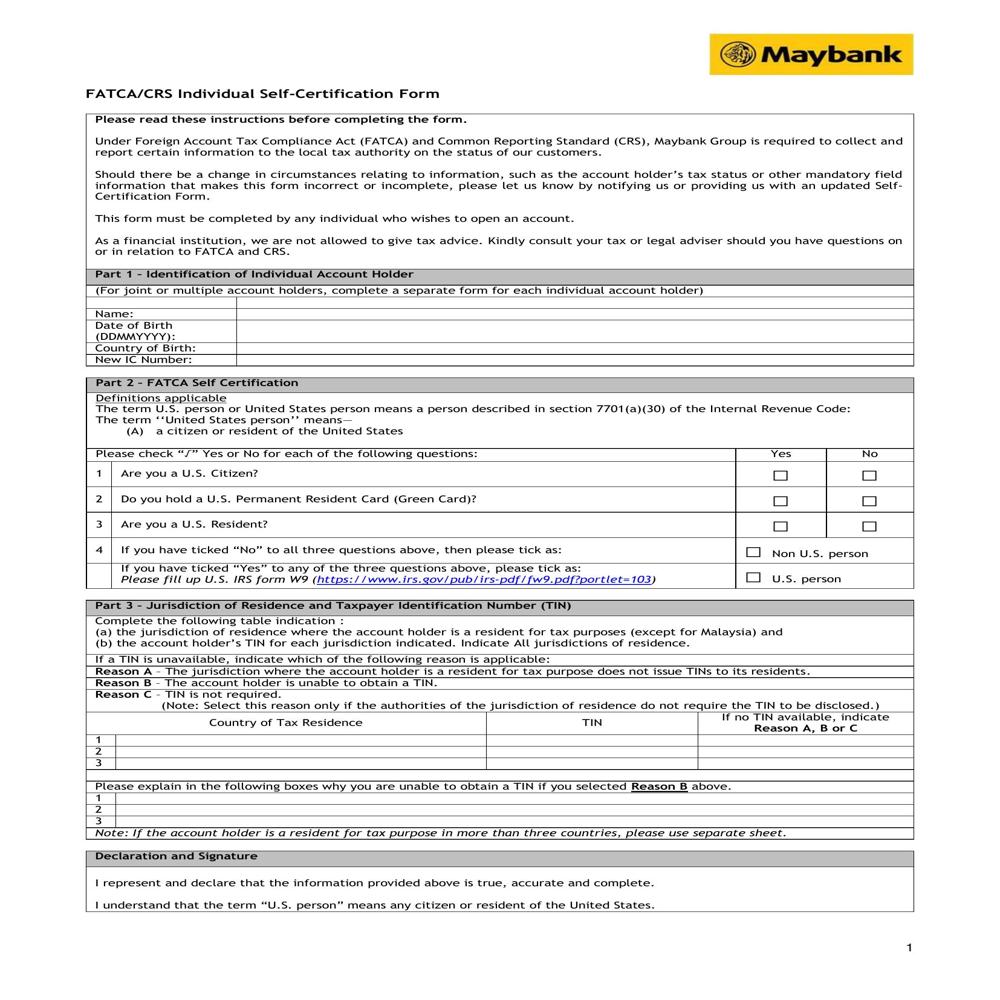 Maybank
FATCA/CRS Individual Self-Certification Form
Please read these instructions before completing the form.
Under Foreign Account Tax Compliance Act (FATCA) and Common Reporting Standard (CRS), Maybank Group is required to collect and
report certain information to the local tax authority on the status of our customers.
Should there be a change in circumstances relating to information, such as the account holder's tax status or other mandatory field
information that makes this form incorrect or incomplete, please let us know by notifying us or providing us with an updated Self-
Certification Form.
This form must be completed by any individual who wishes to open an account.
As a financial institution, we are not allowed to give tax advice. Kindly consult your tax or legal adviser should you have questions on
or in relation to FATCA and CRS.
Part 1 – Identification of Individual Account Holder
(For joint or multiple account holders, complete a separate form for each individual account holder)
Name:
Date of Birth
(DDMMYYYY):
Country of Birth:
New IC Number:
Part 2 – FATCA Self Certification
Definitions applicable
The term U.S. person or United States person means a person described in section 7701(a)(30) of the Internal Revenue Code:
The term ‘‘United States person’’ means—
(A) a citizen or resident of the United States
Please check “√” Yes or No for each of the following questions: Yes No
1 Are you a U.S. Citizen?
2 Do you hold a U.S. Permanent Resident Card (Green Card)?
3 Are you a U.S. Resident?
4 If you have ticked “No” to all three questions above, then please tick as: Non U.S. person
If you have ticked “Yes” to any of the three questions above, please tick as:
Please fill up U.S. IRS form W9 (https://www.irs.gov/pub/irs-pdf/fw9.pdf?portlet=103) U.S. person
Part 3 – Jurisdiction of Residence and Taxpayer Identification Number (TIN)
Complete the following table indication :
(a) the jurisdiction of residence where the account holder is a resident for tax purposes (except for Malaysia) and
(b) the account holder’s TIN for each jurisdiction indicated. Indicate All jurisdictions of residence.
If a TIN is unavailable, indicate which of the following reason is applicable:
Reason A – The jurisdiction where the account holder is a resident for tax purpose does not issue TINs to its residents.
Reason B – The account holder is unable to obtain a TIN.
Reason C – TIN is not required.
(Note: Select this reason only if the authorities of the jurisdiction of residence do not require the TIN to be disclosed.)
Country of Tax Residence TIN If no TIN available, indicate
Reason A, B or C
1
2
3
Please explain in the following boxes why you are unable to obtain a TIN if you selected Reason B above.
1
2
3
Note: If the account holder is a resident for tax purpose in more than three countries, please use separate sheet.
Declaration and Signature
I represent and declare that the information provided above is true, accurate and complete.
I understand that the term “U.S. person” means any citizen or resident of the United States.
1